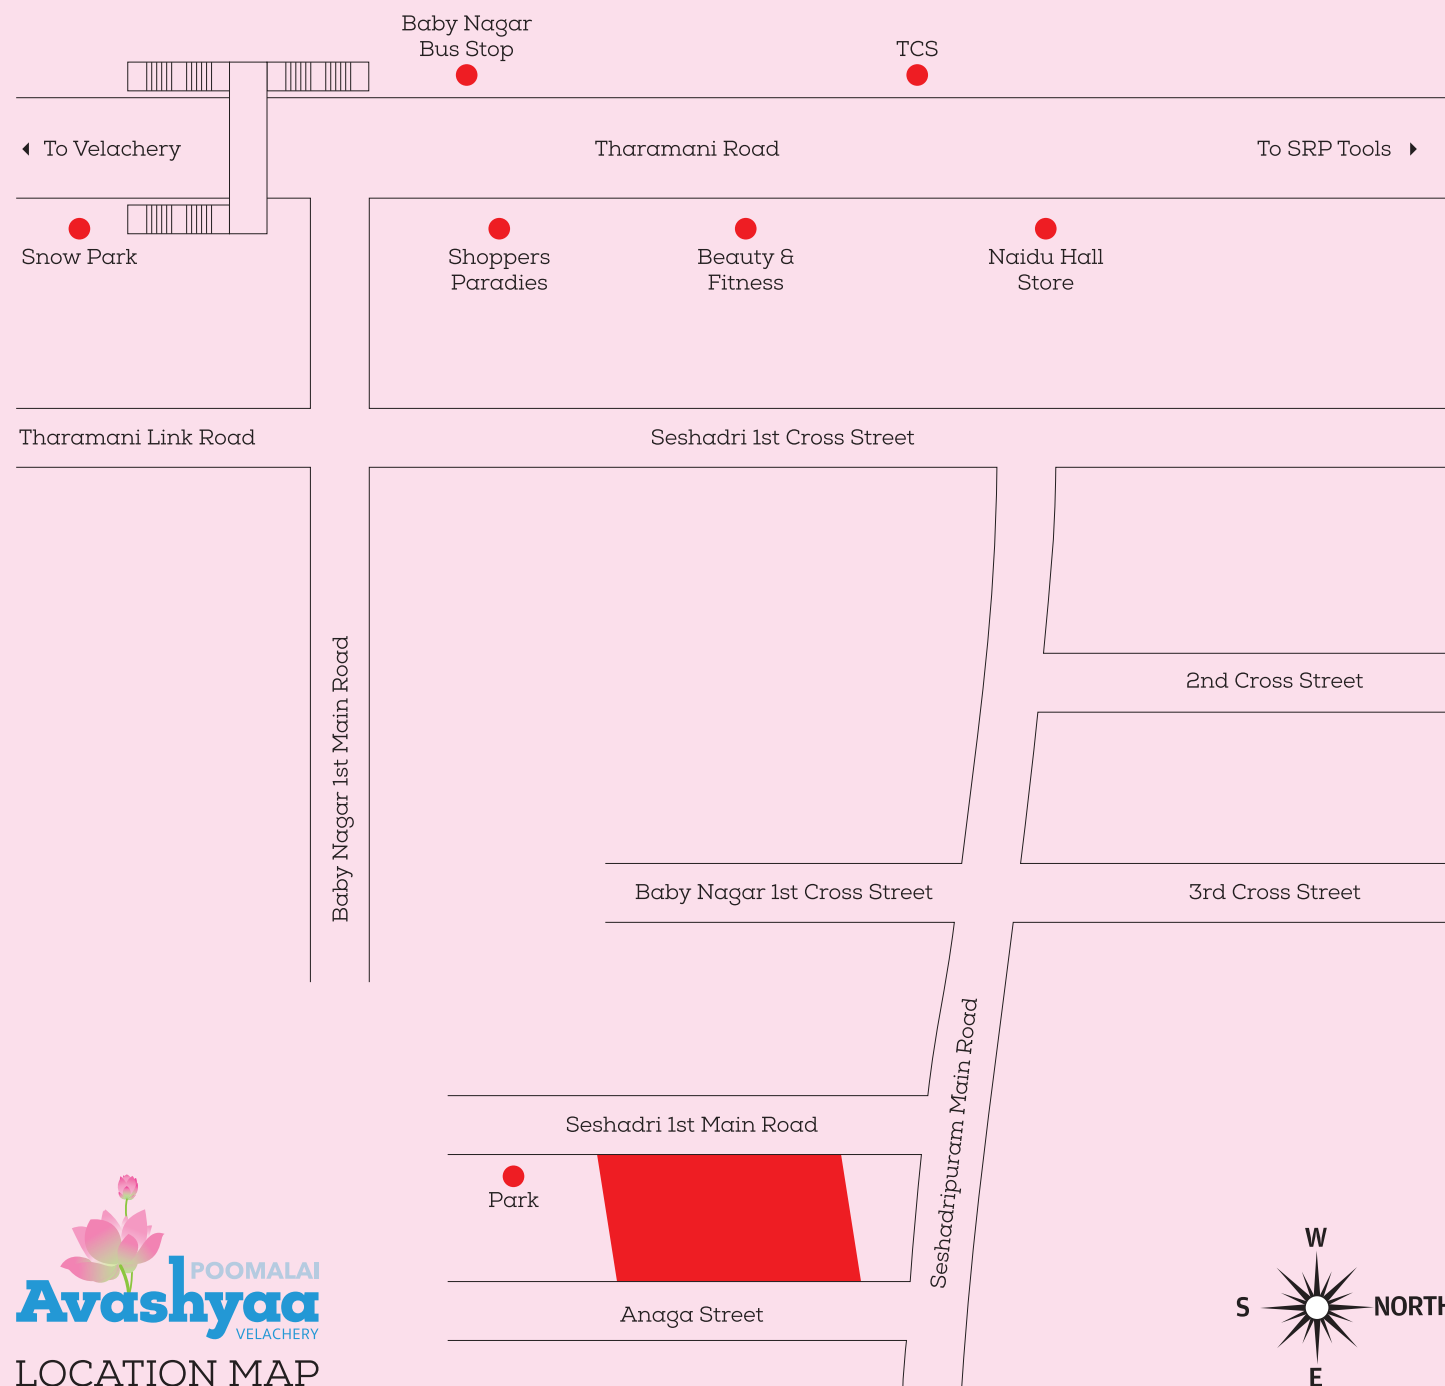 Baby Nagar
Bus Stop
TCS
To Velachery
Tharamani Road
To SRP Tools
Snow Park
Shoppers
Paradies
Beauty &
Fitness
Naidu Hall
Store
Tharamani Link Road
Seshadri 1st Cross Street
Baby Nagar 1st Main Road
2nd Cross Street
Baby Nagar 1st Cross Street
3rd Cross Street
Seshadripuram Main Road
Seshadri 1st Main Road
Park
Anaga Street
POOMALAI
Avashyaa
VELACHERY
LOCATION MAP
W
S
NORTH
E